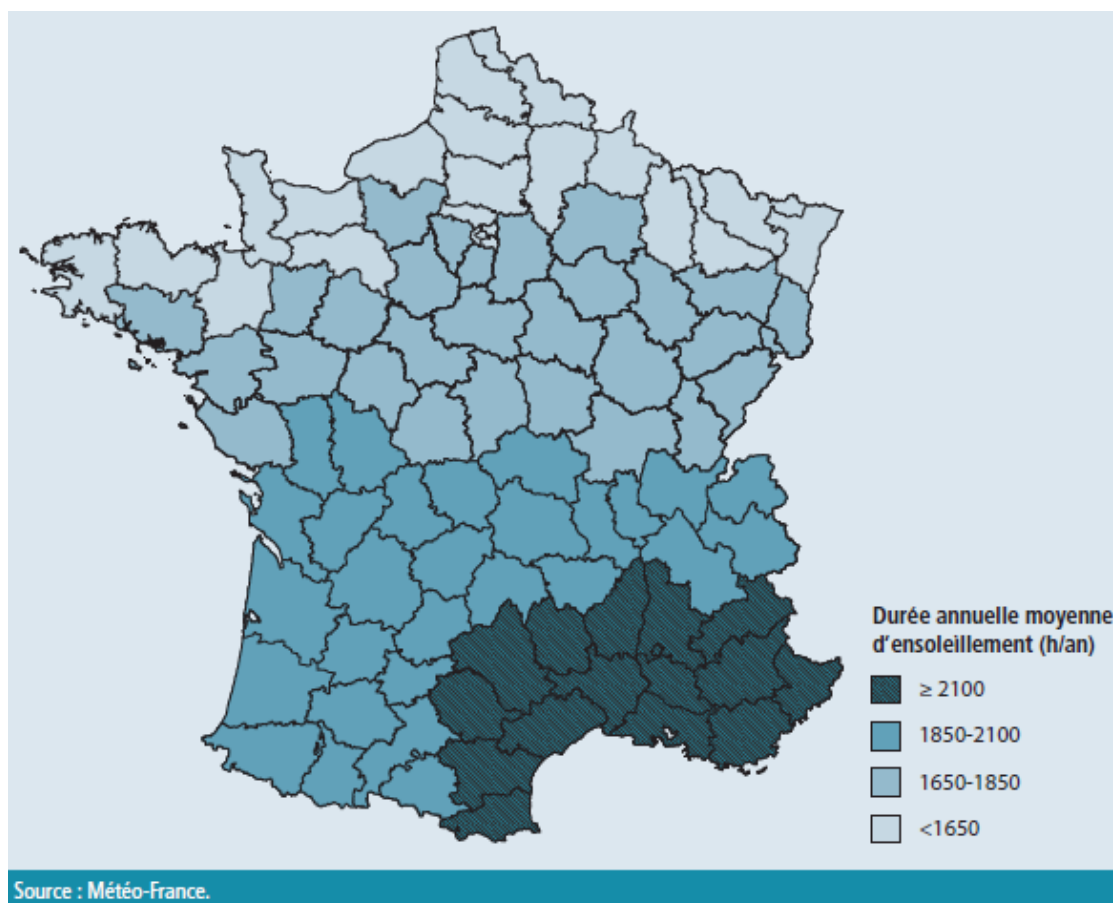 Durée annuelle moyenne
d'ensoleillement (h/an)
≥ 2100
1850-2100
1650-1850
<1650
Source : Météo-France.